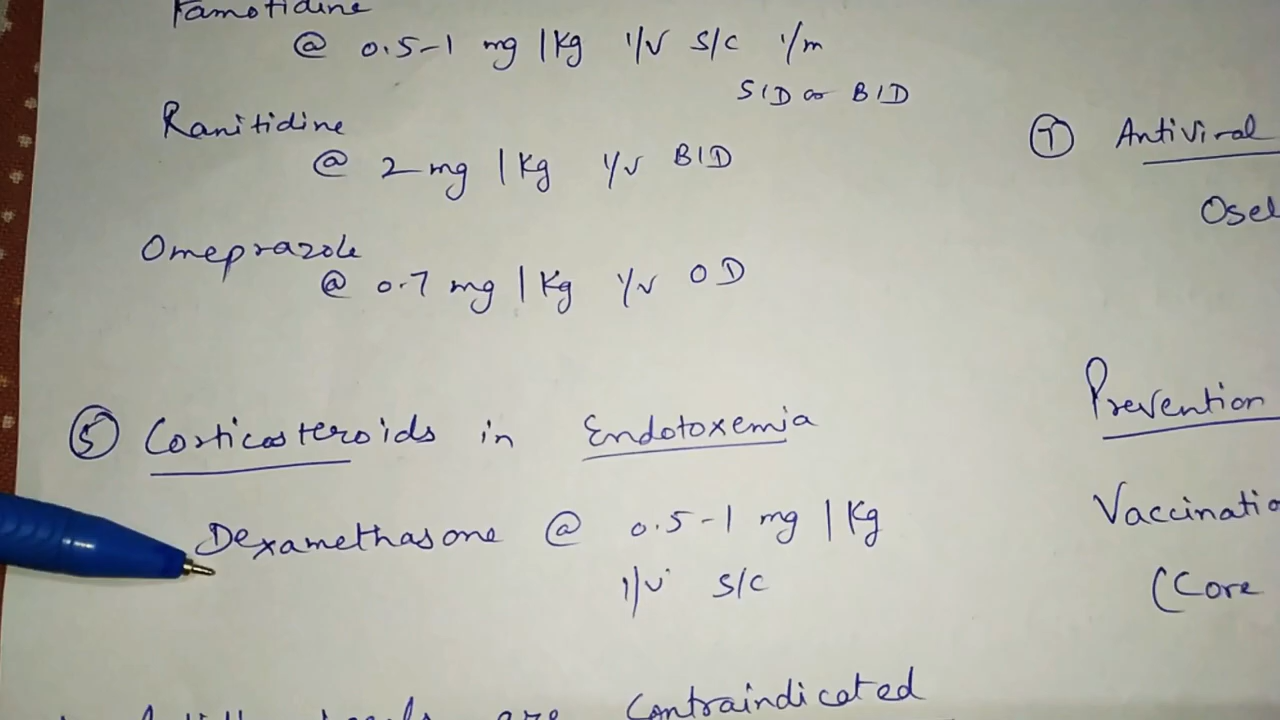 Famotidine
@ 0.5-1 mg/Kg i/v s/c i/m
SID or BID
Ranitidine
@ 2 mg/Kg i/v BID
Omeprazole
@ 0.7 mg/Kg i/v OD
⑤ Corticosteroids in Endotoxemia
Dexamethasone @ 0.5-1 mg/Kg
i/v s/c
are Contraindicated
⑦ Antiviral
Osel
Prevention
Vaccinatio
(Core